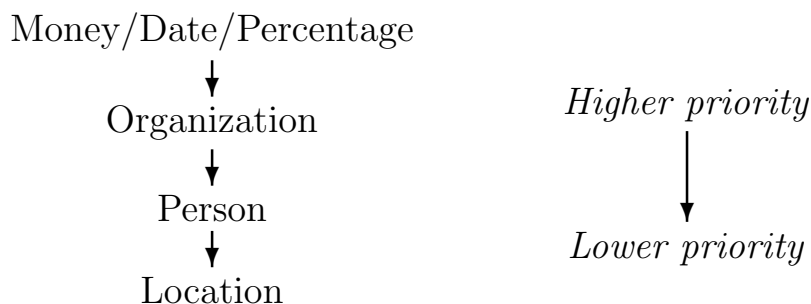 Money/Date/Percentage
Organization
Person
Location
Higher priority
Lower priority